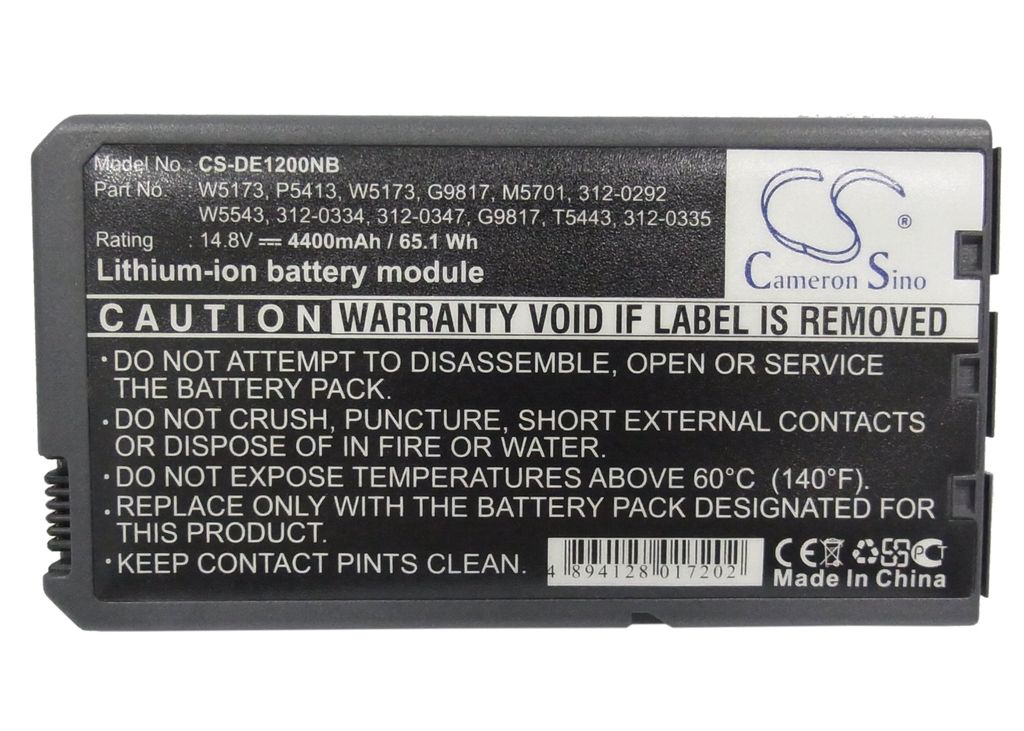 Model No.: CS-DE1200NB
Part No. : W5173, P5413, W5173, G9817, M5701, 312-0292
W5543, 312-0334, 312-0347, G9817, T5443, 312-0335
Rating : 14.8V 4400mAh / 65.1 Wh
Lithium-ion battery module
CS®
Cameron Sino
CAUTION WARRANTY VOID IF LABEL IS REMOVED
· DO NOT ATTEMPT TO DISASSEMBLE, OPEN OR SERVICE
THE BATTERY PACK.
· DO NOT CRUSH, PUNCTURE, SHORT EXTERNAL CONTACTS
OR DISPOSE OF IN FIRE OR WATER.
· DO NOT EXPOSE TEMPERATURES ABOVE 60°C (140°F).
· REPLACE ONLY WITH THE BATTERY PACK DESIGNATED FOR
THIS PRODUCT.
· KEEP CONTACT PINTS CLEAN.
4 894128 017202
CE
Made In China